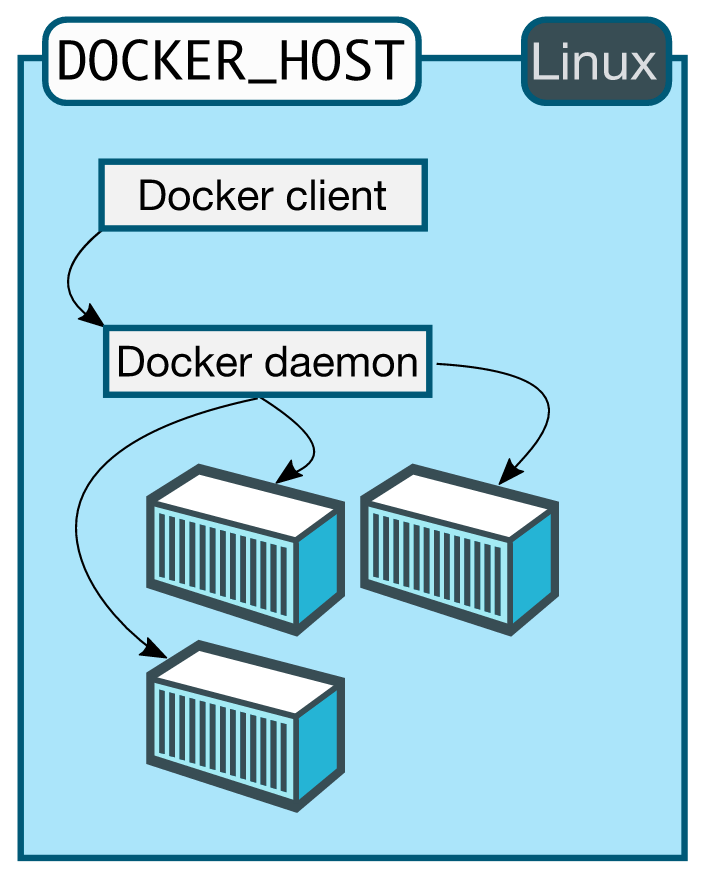 DOCKER_HOST
Linux
Docker client
Docker daemon